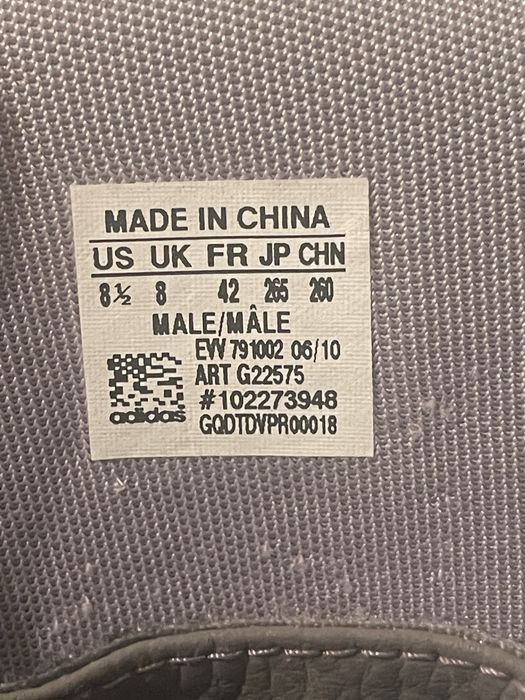 MADE IN CHINA
US UK FR JP CHN
8½ 8 42 265 260
MALE/MÂLE
EVV 791002 06/10
ART G22575
#102273948
adidas GQDTDVPR00018